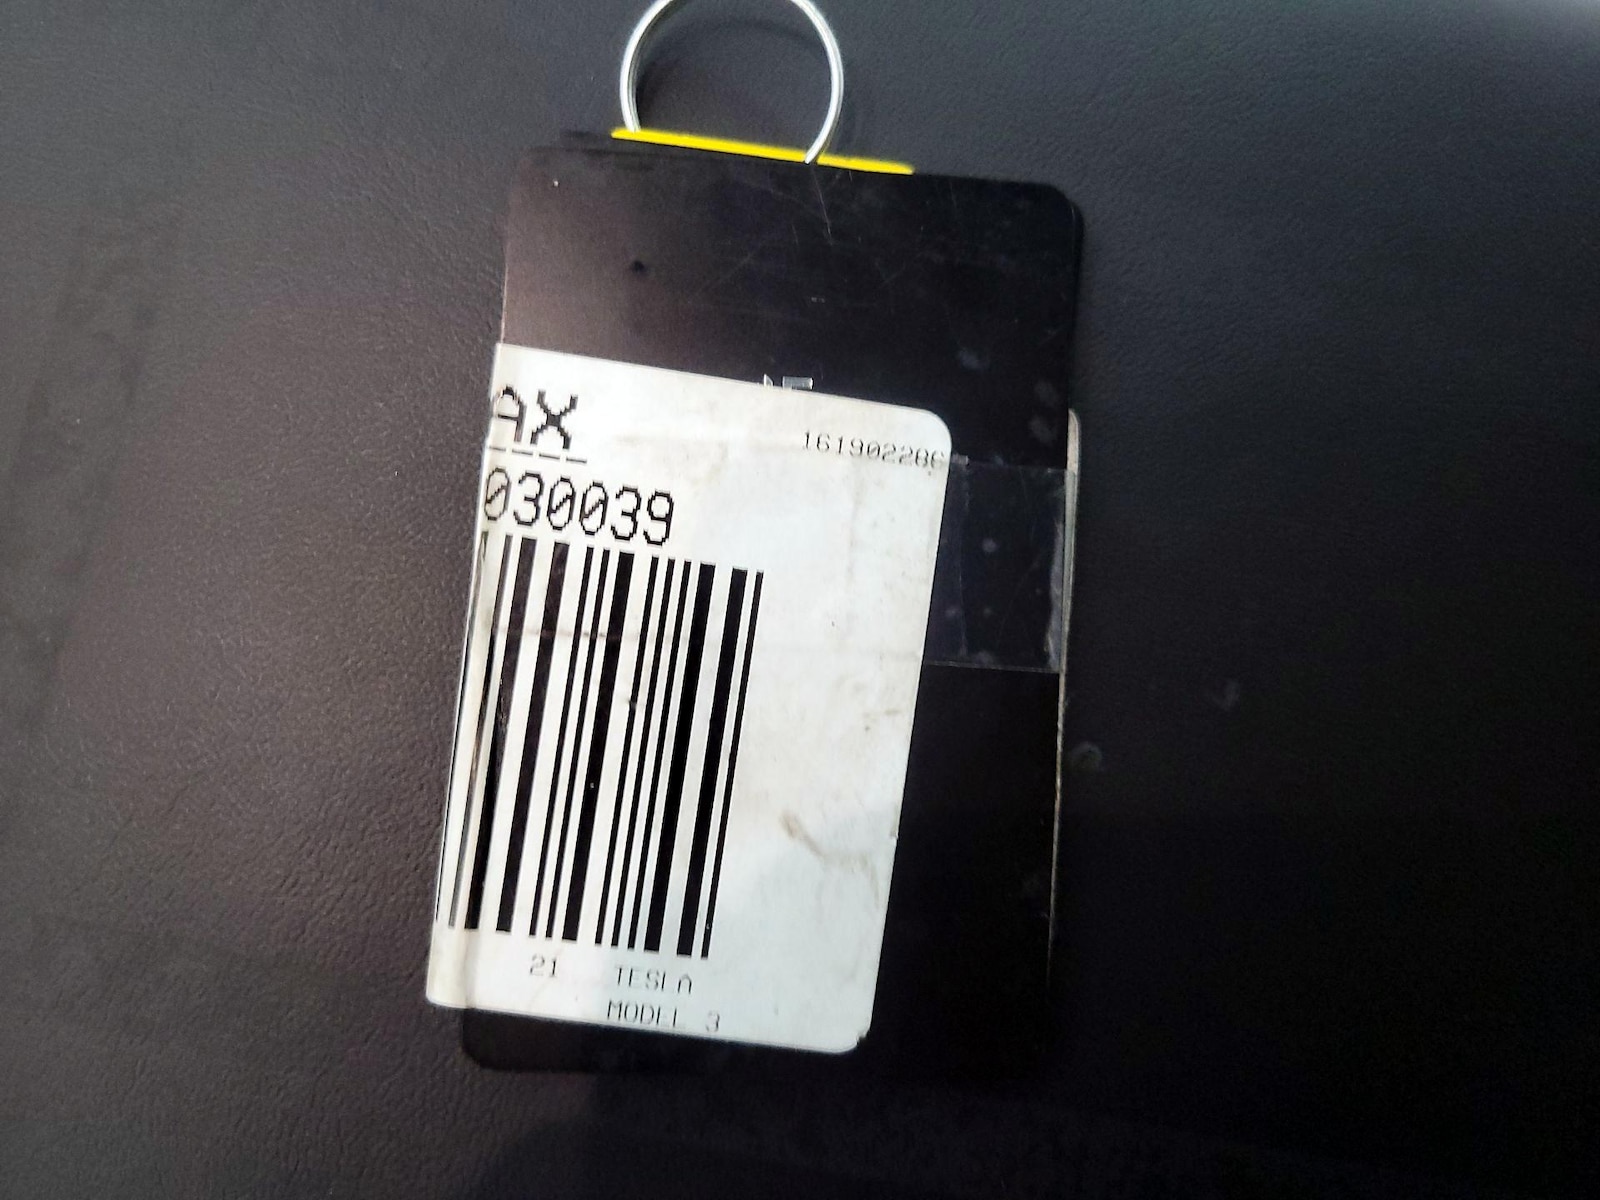 AX
161902286
030039
21 TESLA
MODEL 3